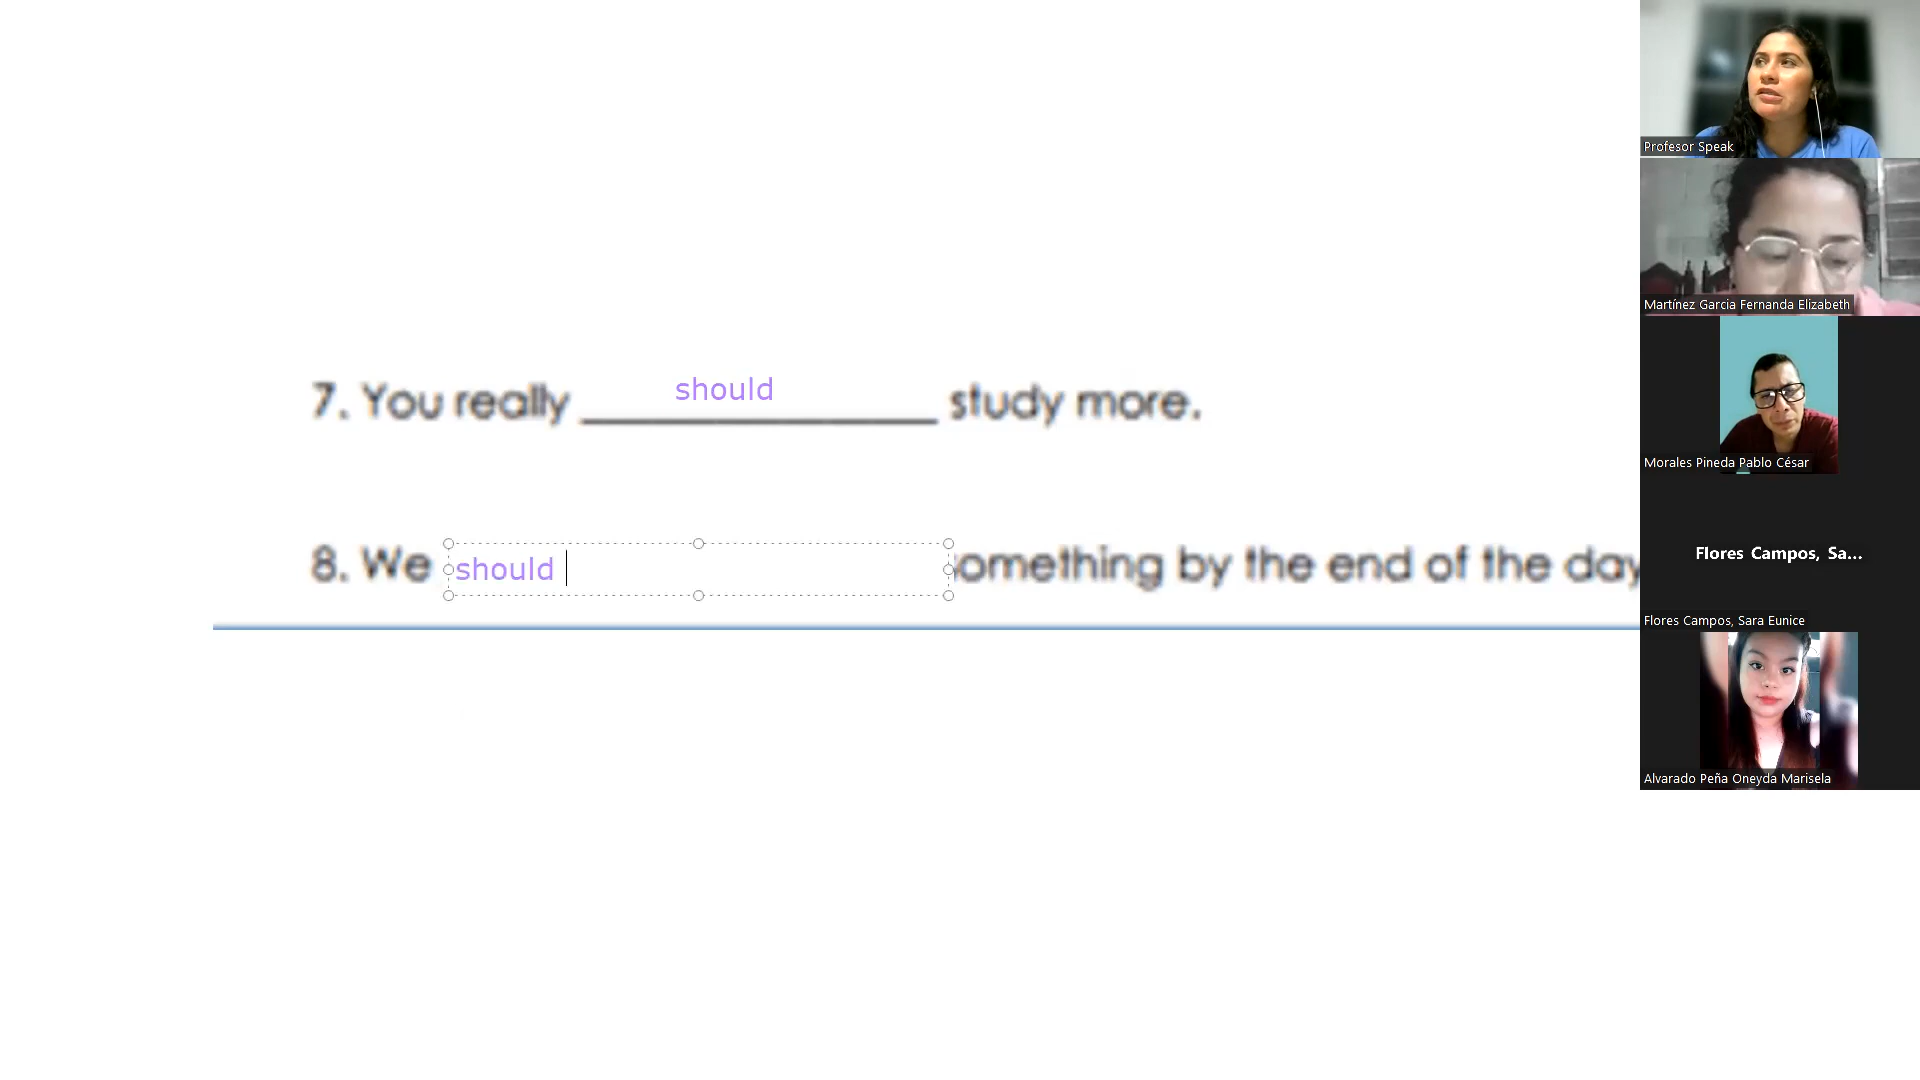 7. You really should study more.
8. We should something by the end of the day
Profesor Speak
Martínez Garcia Fernanda Elizabeth
Morales Pineda Pablo César
Flores Campos, Sa...
Flores Campos, Sara Eunice
Alvarado Peña Oneyda Marisela